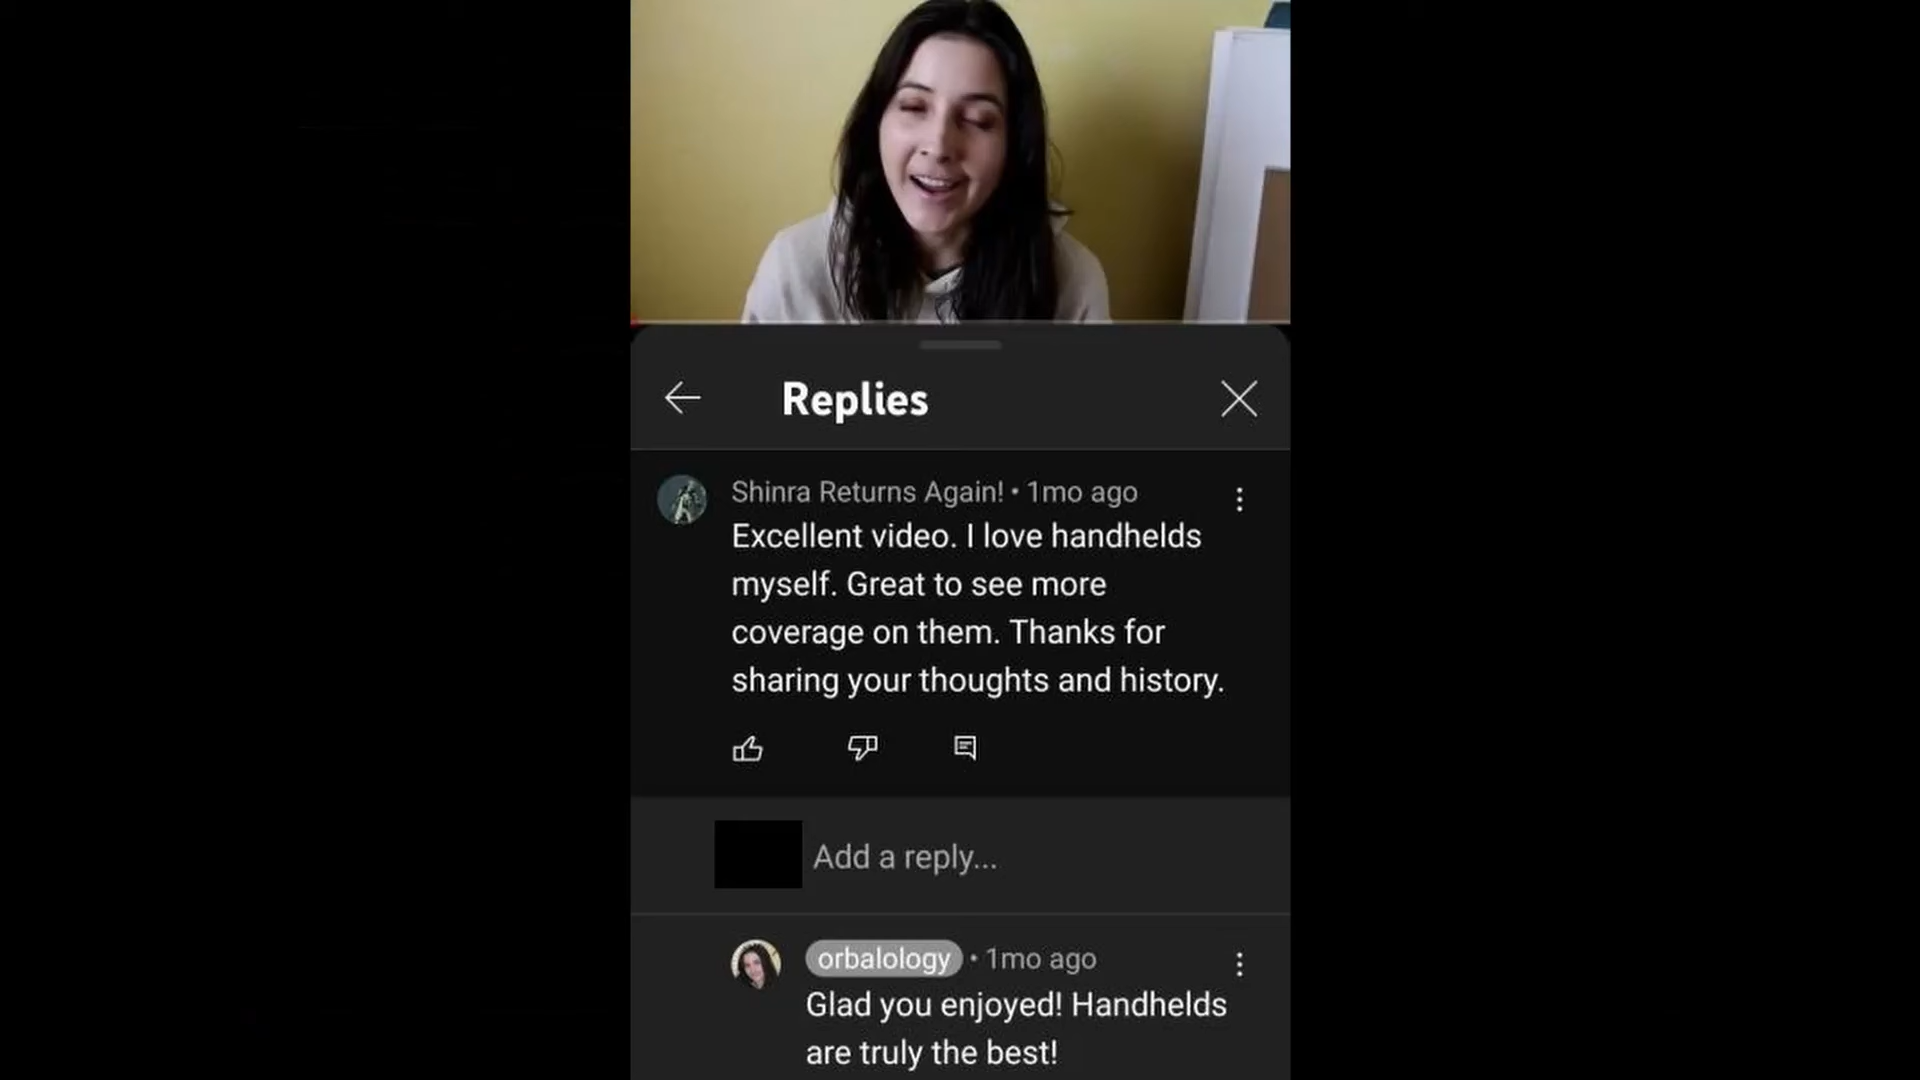 Replies
Shinra Returns Again! • 1mo ago
Excellent video. I love handhelds
myself. Great to see more
coverage on them. Thanks for
sharing your thoughts and history.
Add a reply...
orbalology • 1mo ago
Glad you enjoyed! Handhelds
are truly the best!